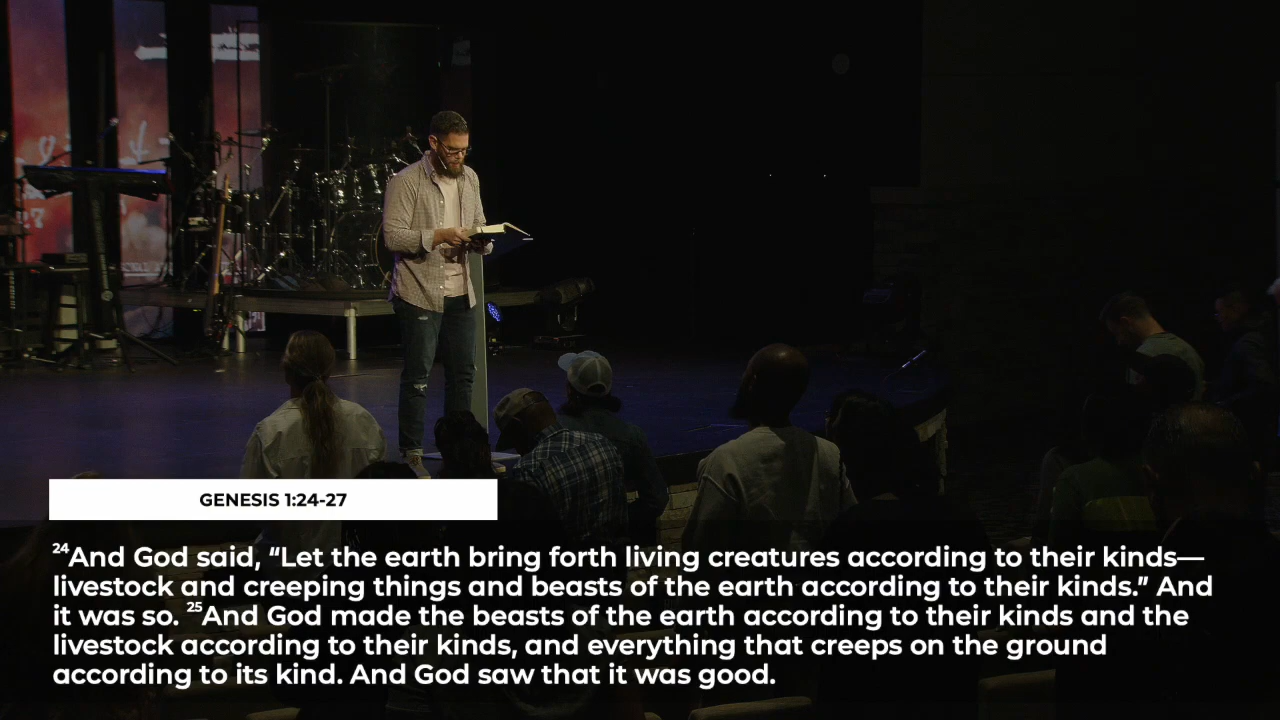 GENESIS 1:24-27
24And God said, “Let the earth bring forth living creatures according to their kinds—
livestock and creeping things and beasts of the earth according to their kinds.” And
it was so. 25And God made the beasts of the earth according to their kinds and the
livestock according to their kinds, and everything that creeps on the ground
according to its kind. And God saw that it was good.